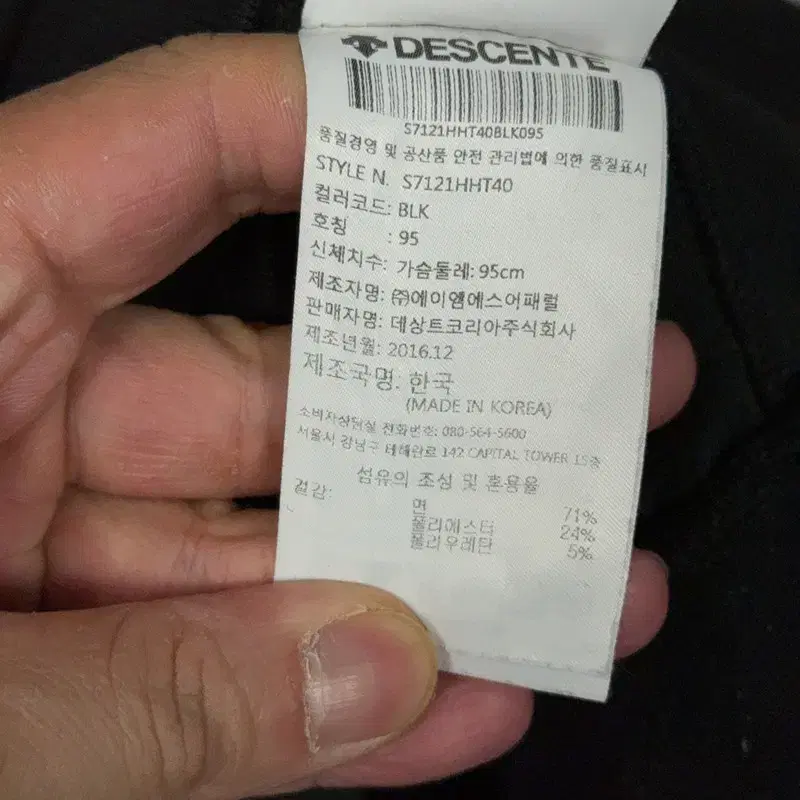 DESCENTE
S7121HHT40BLK095
품질경영 및 공산품 안전 관리법에 의한 품질표시
STYLE N. S7121HHT40
컬러코드: BLK
호칭 : 95
신체치수: 가슴둘레: 95cm
제조자명: ㈜에이엠에스어패럴
판매자명: 데상트코리아주식회사
제조년월: 2016.12
제조국명: 한국
(MADE IN KOREA)
소비자상담실 전화번호: 080-564-5600
서울시 강남구 테헤란로 142 CAPITAL TOWER 15층
섬유의 조성 및 혼용율
겉감:
면 71%
폴리에스터 24%
폴리우레탄 5%